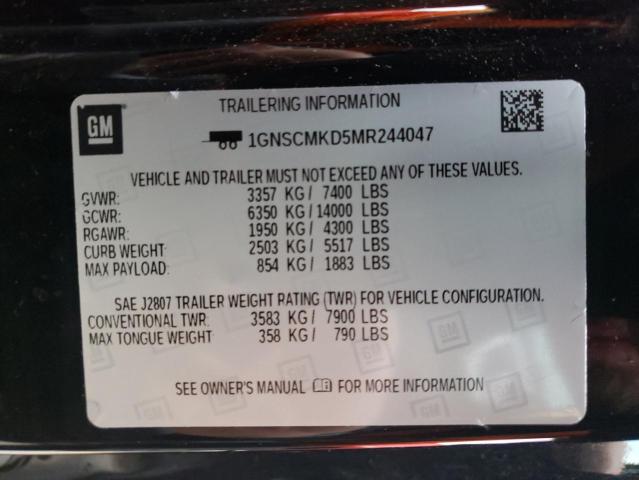 GM
TRAILERING INFORMATION
1GNSCMKD5MR244047
VEHICLE AND TRAILER MUST NOT EXCEED ANY OF THESE VALUES.
GVWR: 3357 KG/ 7400 LBS
GCWR: 6350 KG/14000 LBS
RGAWR: 1950 KG/ 4300 LBS
CURB WEIGHT: 2503 KG/ 5517 LBS
MAX PAYLOAD: 854 KG/ 1883 LBS
SAE J2807 TRAILER WEIGHT RATING (TWR) FOR VEHICLE CONFIGURATION.
CONVENTIONAL TWR: 3583 KG/ 7900 LBS
MAX TONGUE WEIGHT 358 KG/ 790 LBS
SEE OWNER'S MANUAL FOR MORE INFORMATION